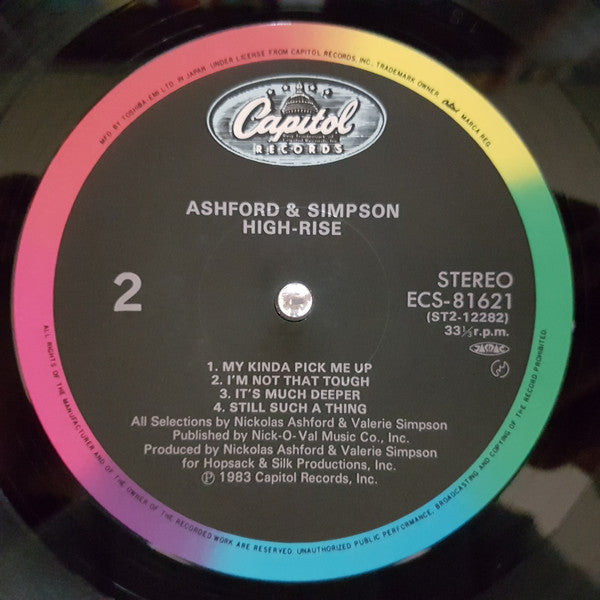 MFD BY TOSHIBA-EMI LTD. IN JAPAN UNDER LICENSE FROM CAPITOL RECORDS, INC., TRADEMARK OWNER Capitol MARCA REG.
Capitol
RECORDS
ASHFORD & SIMPSON
HIGH-RISE
2
STEREO
ECS-81621
(ST2-12282)
33⅓r.p.m.
JASRAC
1. MY KINDA PICK ME UP
2. I'M NOT THAT TOUGH
3. IT'S MUCH DEEPER
4. STILL SUCH A THING
All Selections by Nickolas Ashford & Valerie Simpson
Published by Nick-O-Val Music Co., Inc.
Produced by Nickolas Ashford & Valerie Simpson
for Hopsack & Silk Productions, Inc.
℗ 1983 Capitol Records, Inc.
ALL RIGHTS OF THE MANUFACTURER AND OF THE OWNER OF THE RECORDED WORK ARE RESERVED. UNAUTHORIZED PUBLIC PERFORMANCE, BROADCASTING AND COPYING OF THE RECORD PROHIBITED.